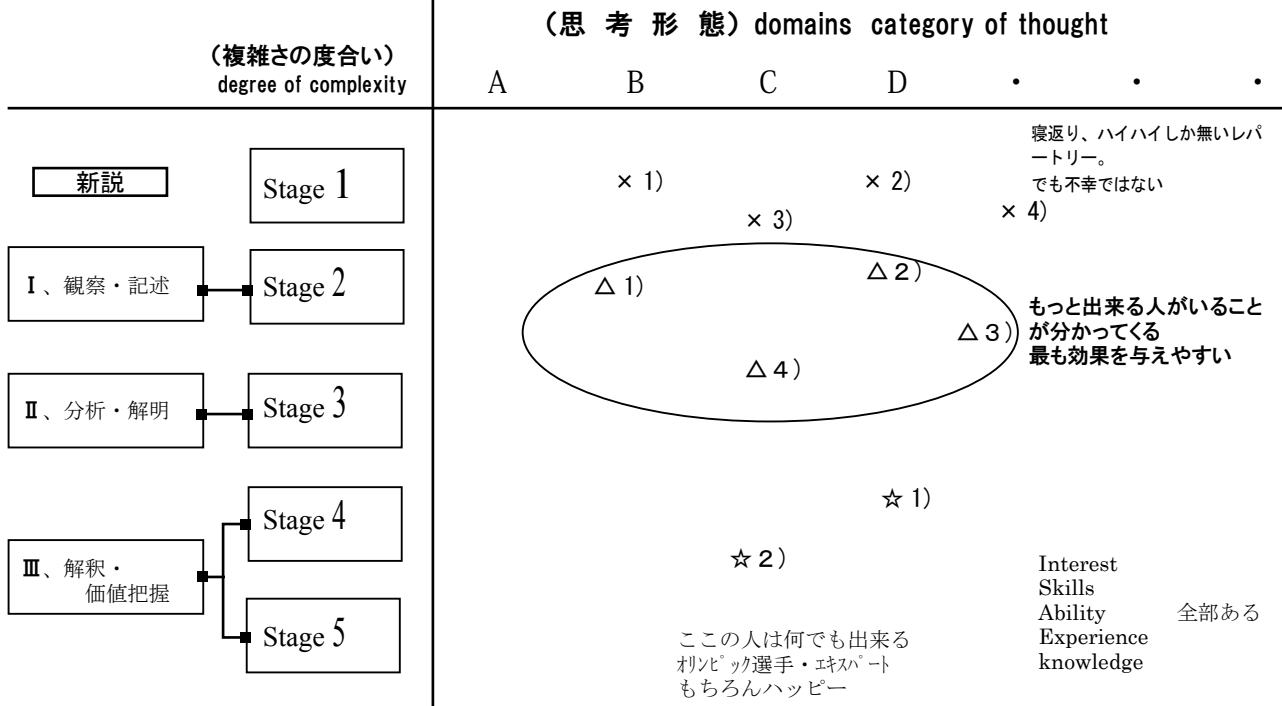 （思 考 形 態）domains category of thought
（複雑さの度合い）
degree of complexity
A B C D ・ ・ ・
寝返り、ハイハイしか無いレパ
ートリー。
でも不幸ではない
新説
Stage 1
× 1)
× 2)
× 3)
× 4)
Ⅰ、観察・記述
Stage 2
△ 1)
△ 2)
△ 3)
△ 4)
もっと出来る人がいること
が分かってくる
最も効果を与えやすい
Ⅱ、分析・解明
Stage 3
Ⅲ、解釈・
価値把握
Stage 4
Stage 5
☆ 1)
☆ 2)
ここの人は何でも出来る
ｵﾘﾝﾋﾟｯｸ選手・ｴｷｽﾊﾟｰﾄ
もちろんハッピー
Interest
Skills
Ability 全部ある
Experience
knowledge